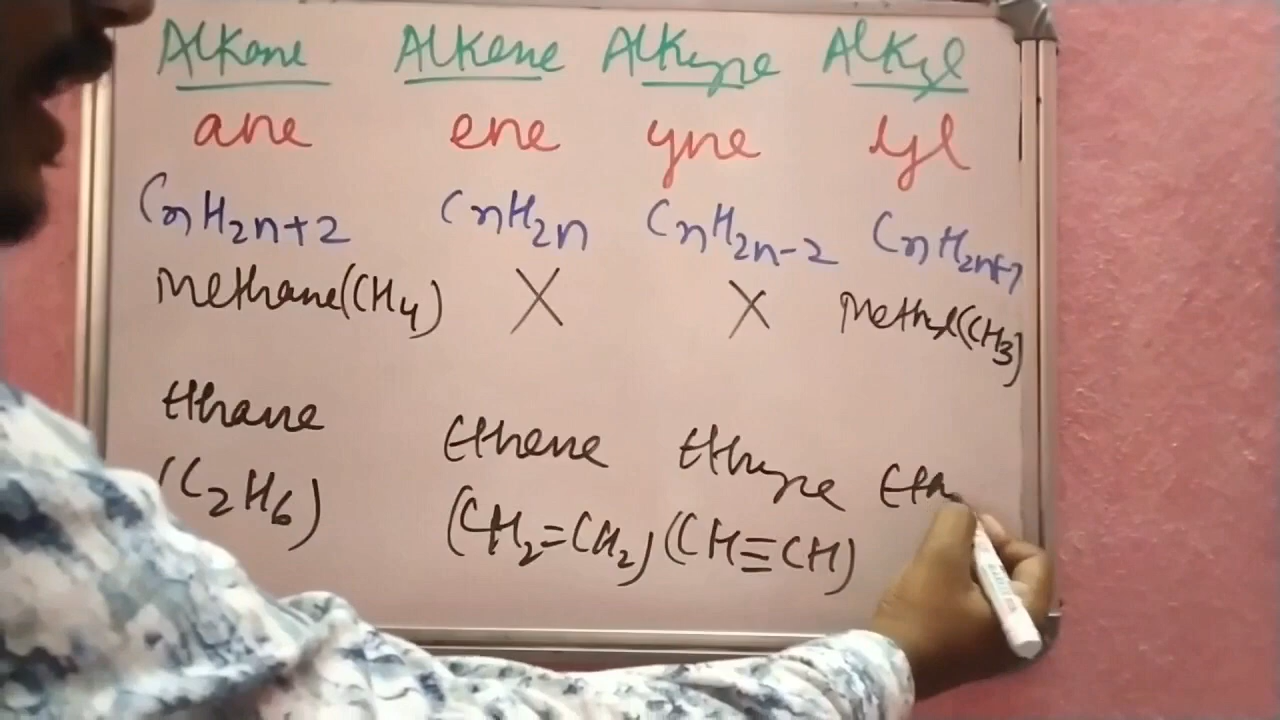 Alkane Alkene Alkyne Alkyl
ane ene yne yl
CnH2n+2 CnH2n CnH2n-2 CnH2n+1
Methane(CH4) X X Methyl(CH3)
Ethane Ethene Ethyne Eth
(C2H6) (CH2=CH2) (CH≡CH)